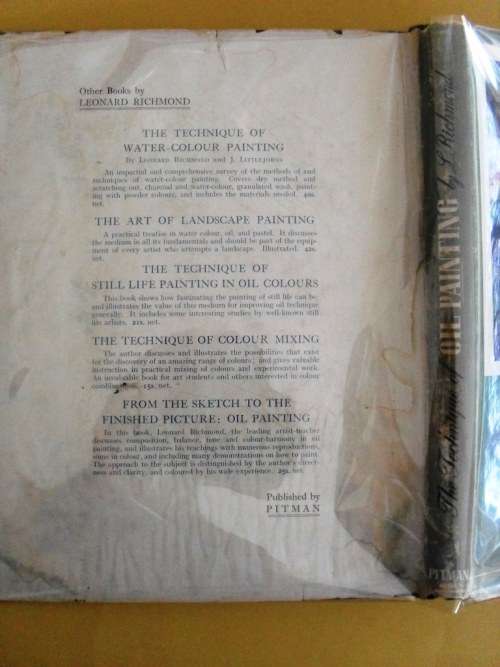 Other Books by
LEONARD RICHMOND
THE TECHNIQUE OF
WATER-COLOUR PAINTING
By Leonard Richmond and J. Littlejohns
An impartial and comprehensive survey of the methods of and
techniques of water-colour painting. Covers dry method and
scratching out, charcoal and water-colour, granulated wash, paint-
ing with powder colours, and includes the materials needed. 40s.
net.
THE ART OF LANDSCAPE PAINTING
A practical treatise in water colour, oil, and pastel. It discusses
the medium in all its fundamentals and should be part of the equip-
ment of every artist who attempts a landscape. Illustrated. 42s.
net.
THE TECHNIQUE OF
STILL LIFE PAINTING IN OIL COLOURS
This book shows how fascinating the painting of still life can be
and illustrates the value of this medium for improving oil technique
generally. It includes some interesting studies by well-known still
life artists. 21s. net.
THE TECHNIQUE OF COLOUR MIXING
The author discusses and illustrates the possibilities that exist
for the discovery of an amazing range of colours, and gives valuable
instruction in practical mixing of colours and experimental work.
An invaluable book for art students and others interested in colour
15s. net.
FROM THE SKETCH TO THE
FINISHED PICTURE: OIL PAINTING
In this book, Leonard Richmond, the leading artist-teacher
discusses composition, balance, tone and colour-harmony in oil
painting, and illustrates his teachings with numerous reproductions,
some in colour, and including many demonstrations on how to paint.
The approach to the subject is distinguished by the author's direct-
ness and clarity, and coloured by his wide experience. 25s. net.
Published by
PITMAN
The Technique of OIL PAINTING by L. Richmond
PITMAN